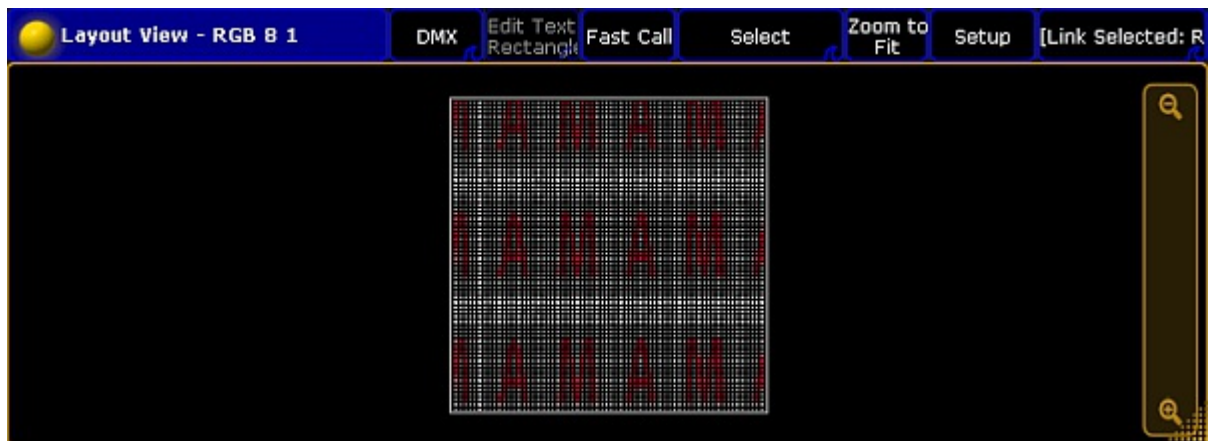 Layout View - RGB 8 1 DMX Edit Text Rectangle Fast Call Select Zoom to Fit Setup [Link Selected: R
A M A M
A M A M
A M A M